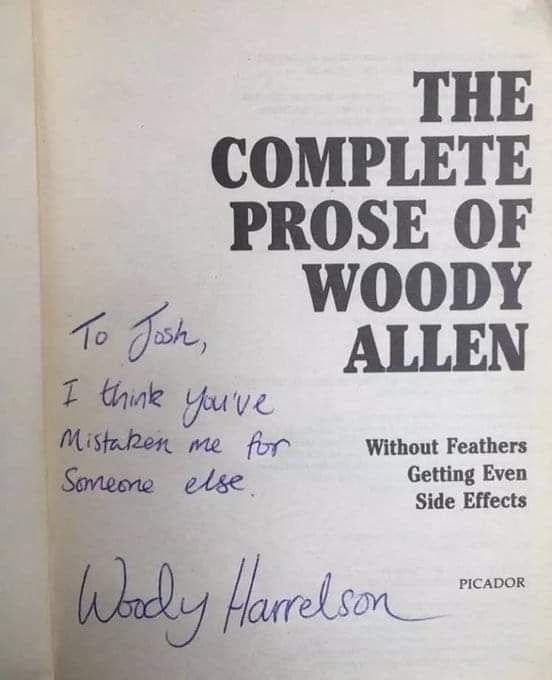 THE
COMPLETE
PROSE OF
WOODY
ALLEN
To Josh,
I think you've
Mistaken me for
Someone else.
Without Feathers
Getting Even
Side Effects
Woody Harrelson
PICADOR